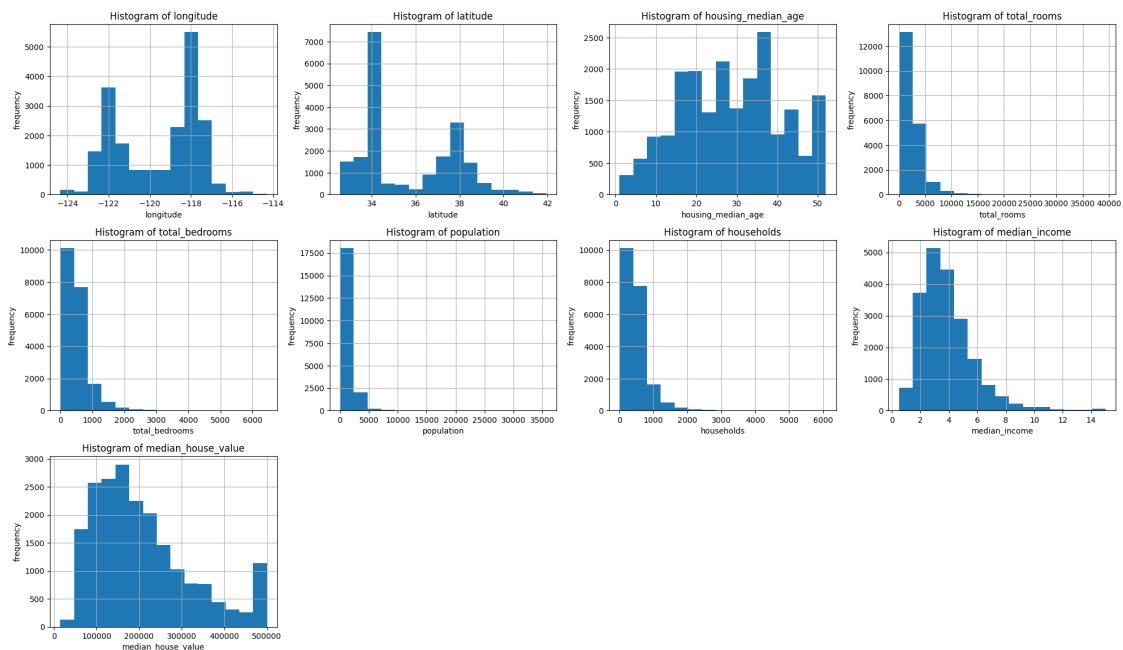 Histogram of longitude
frequency
5000
4000
3000
2000
1000
0
−124 −122 −120 −118 −116 −114
longitude
Histogram of latitude
frequency
7000
6000
5000
4000
3000
2000
1000
0
34 36 38 40 42
latitude
Histogram of housing_median_age
frequency
2500
2000
1500
1000
500
0
0 10 20 30 40 50
housing_median_age
Histogram of total_rooms
frequency
12000
10000
8000
6000
4000
2000
0
0 5000 10000 15000 20000 25000 30000 35000 40000
total_rooms
Histogram of total_bedrooms
frequency
10000
8000
6000
4000
2000
0
0 1000 2000 3000 4000 5000 6000
total_bedrooms
Histogram of population
frequency
17500
15000
12500
10000
7500
5000
2500
0
0 5000 10000 15000 20000 25000 30000 35000
population
Histogram of households
frequency
10000
8000
6000
4000
2000
0
0 1000 2000 3000 4000 5000 6000
households
Histogram of median_income
frequency
5000
4000
3000
2000
1000
0
0 2 4 6 8 10 12 14
median_income
Histogram of median_house_value
frequency
3000
2500
2000
1500
1000
500
0
0 100000 200000 300000 400000 500000
median_house_value